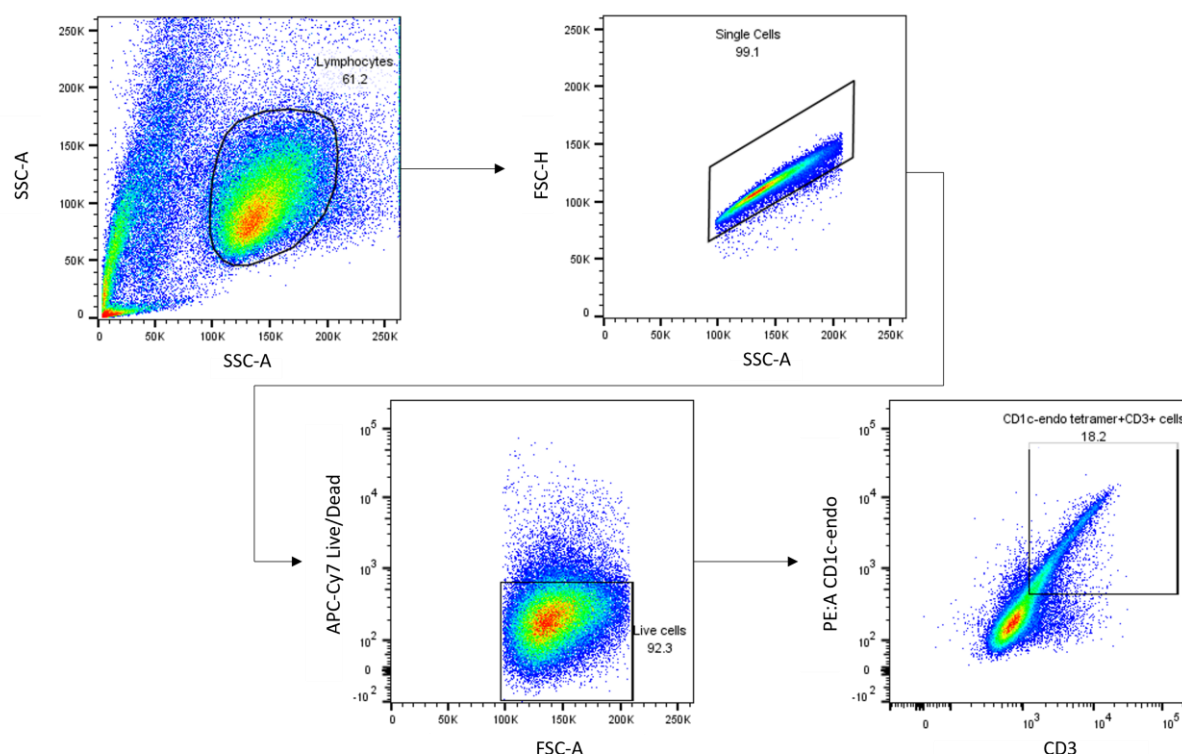 250K
200K
150K
100K
50K
0
SSC-A
Lymphocytes
61.2
0 50K 100K 150K 200K 250K
SSC-A
250K
200K
150K
100K
50K
0
FSC-H
Single Cells
99.1
0 50K 100K 150K 200K 250K
SSC-A
10^5
10^4
10^3
10^2
0
-10^2
APC-Cy7 Live/Dead
Live cells
92.3
0 50K 100K 150K 200K 250K
FSC-A
10^5
10^4
10^3
10^2
0
-10^2
PE:A CD1c-endo
CD1c-endo tetramer+CD3+ cells
18.2
0 10^3 10^4 10^5
CD3